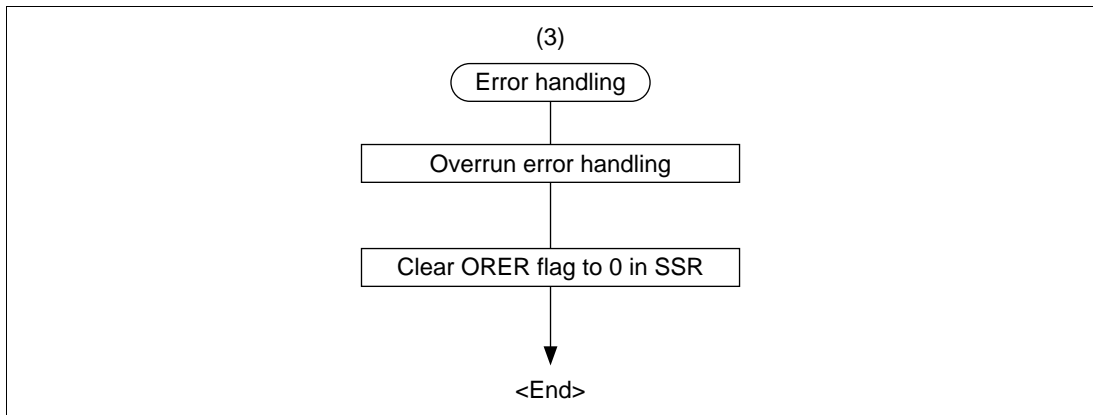 (3)
Error handling
Overrun error handling
Clear ORER flag to 0 in SSR
<End>